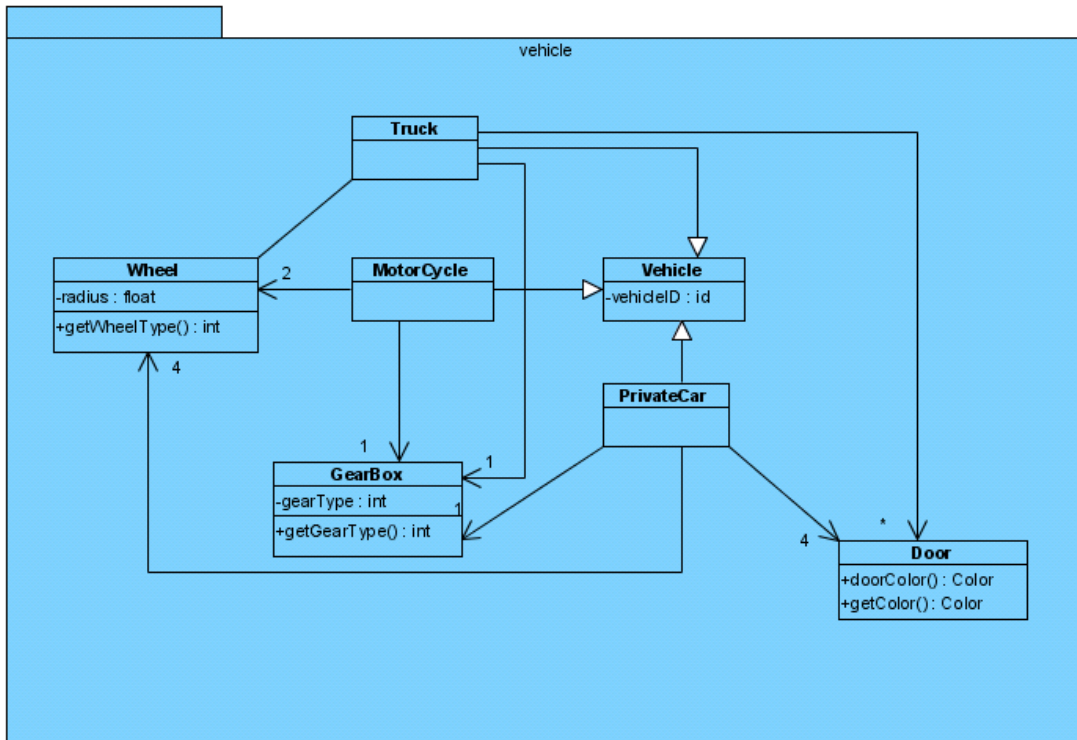 vehicle
Truck
Wheel
-radius : float
+getWheelType() : int
2
MotorCycle
Vehicle
-vehicleID : id
4
PrivateCar
1
GearBox
-gearType : int
+getGearType() : int
1
1
4
*
Door
+doorColor() : Color
+getColor() : Color